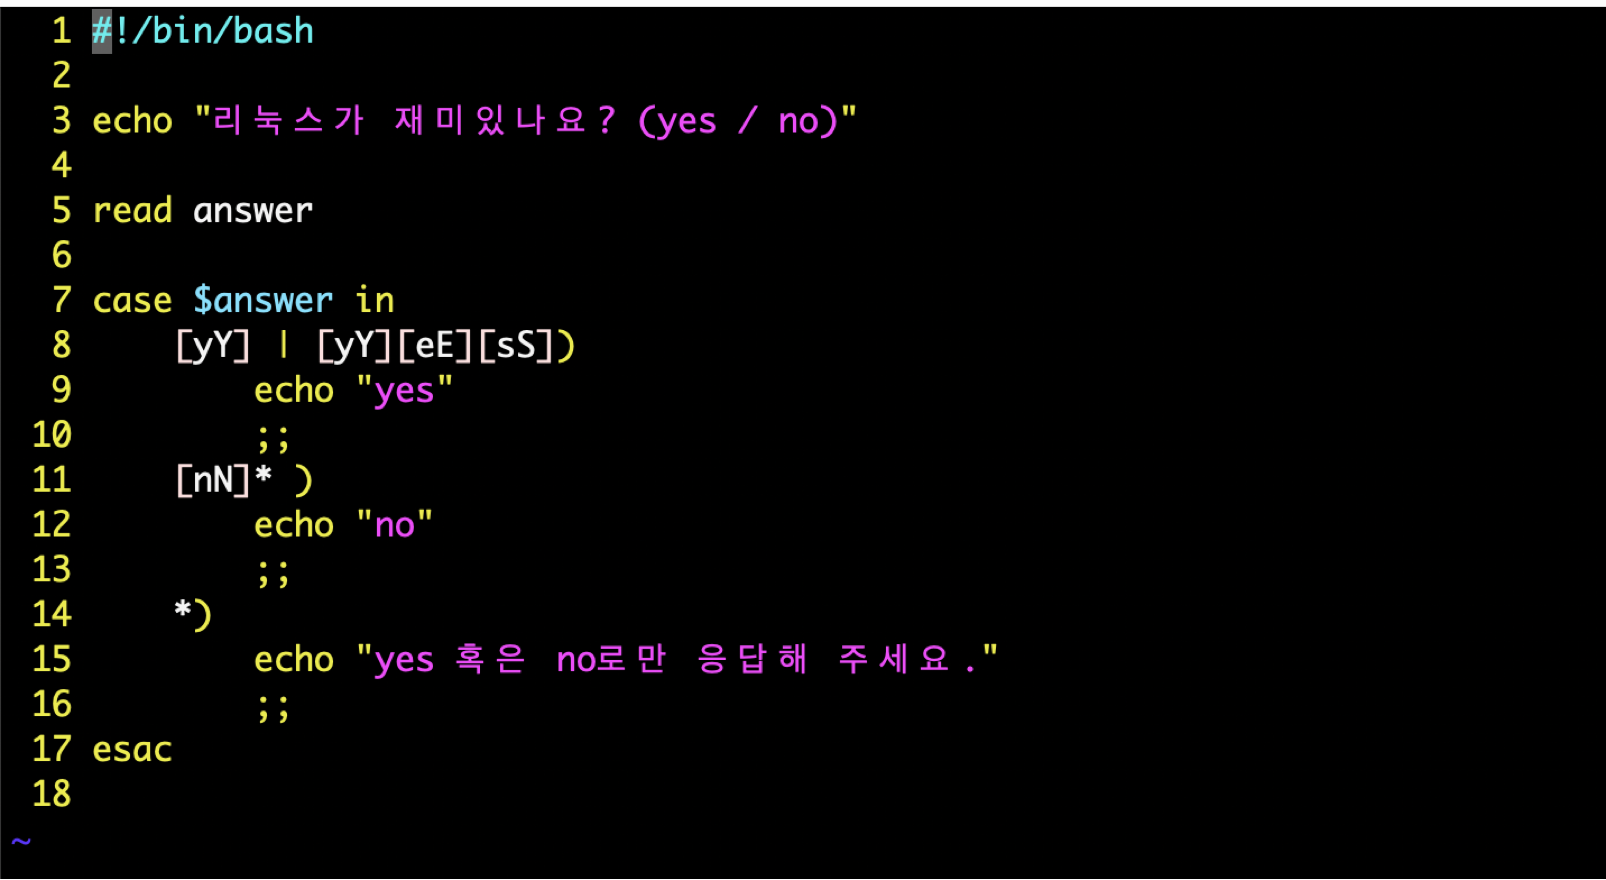 1 #!/bin/bash
2
3 echo "리눅스가 재미있나요? (yes / no)"
4
5 read answer
6
7 case $answer in
8     [yY] | [yY][eE][sS])
9         echo "yes"
10         ;;
11     [nN]* )
12         echo "no"
13         ;;
14     *)
15         echo "yes 혹은 no로만 응답해 주세요."
16         ;;
17 esac
18
~